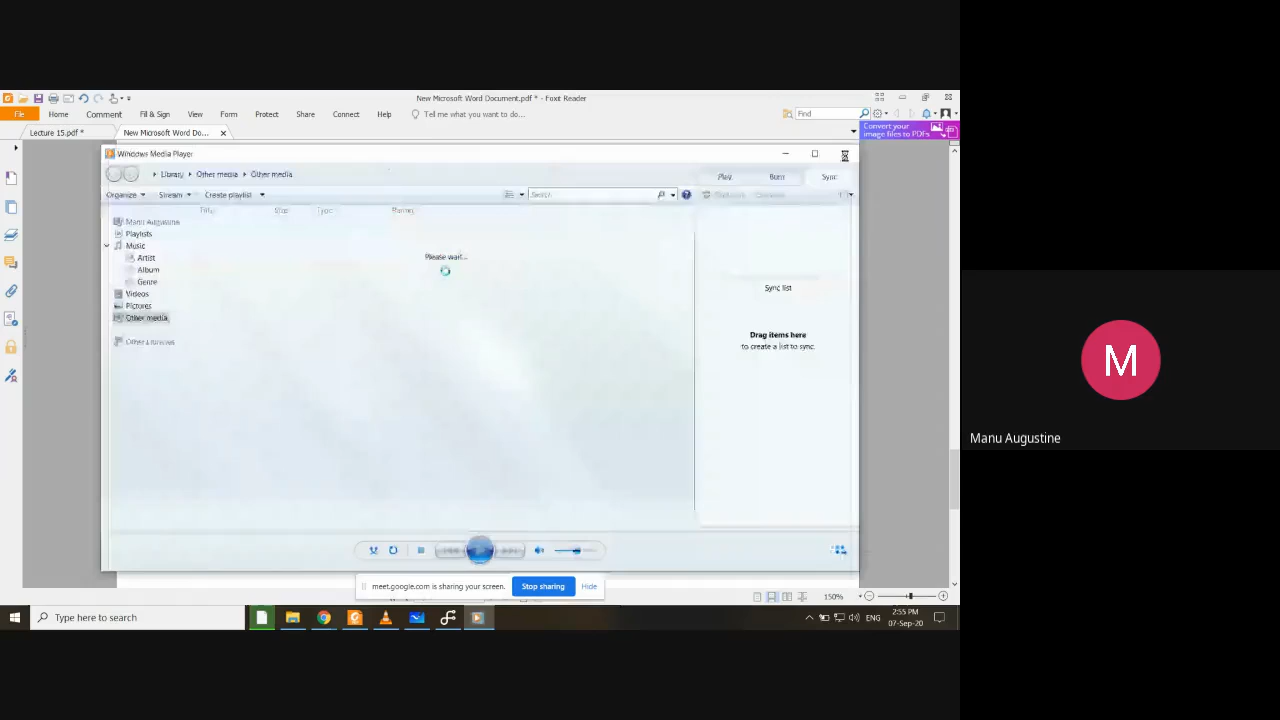 New Microsoft Word Document.pdf * - Foxit Reader
File Home Comment Fill & Sign View Form Protect Share Connect Help Tell me what you want to do... Find
Lecture 15.pdf * New Microsoft Word Do...
Convert your
image files to PDFs.
Windows Media Player
Library Other media Other media
Play Burn Sync
Organize Stream Create playlist Search
Title Size Type
Manu Augustine
Playlists
Music
Artist
Album
Genre
Videos
Pictures
Other media
Other Libraries
Please wait...
Sync list
Drag items here
to create a list to sync.
meet.google.com is sharing your screen. Stop sharing Hide
150%
Type here to search
ENG
2:55 PM
07-Sep-20
M
Manu Augustine